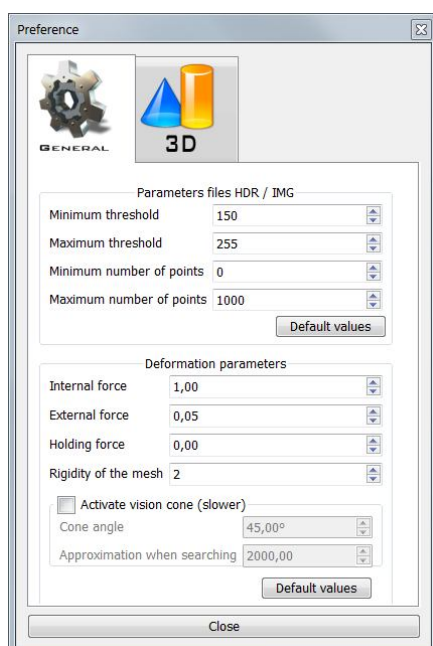 Preference
GENERAL
3D
Parameters files HDR / IMG
Minimum threshold 150
Maximum threshold 255
Minimum number of points 0
Maximum number of points 1000
Default values
Deformation parameters
Internal force 1,00
External force 0,05
Holding force 0,00
Rigidity of the mesh 2
Activate vision cone (slower)
Cone angle 45,00°
Approximation when searching 2000,00
Default values
Close